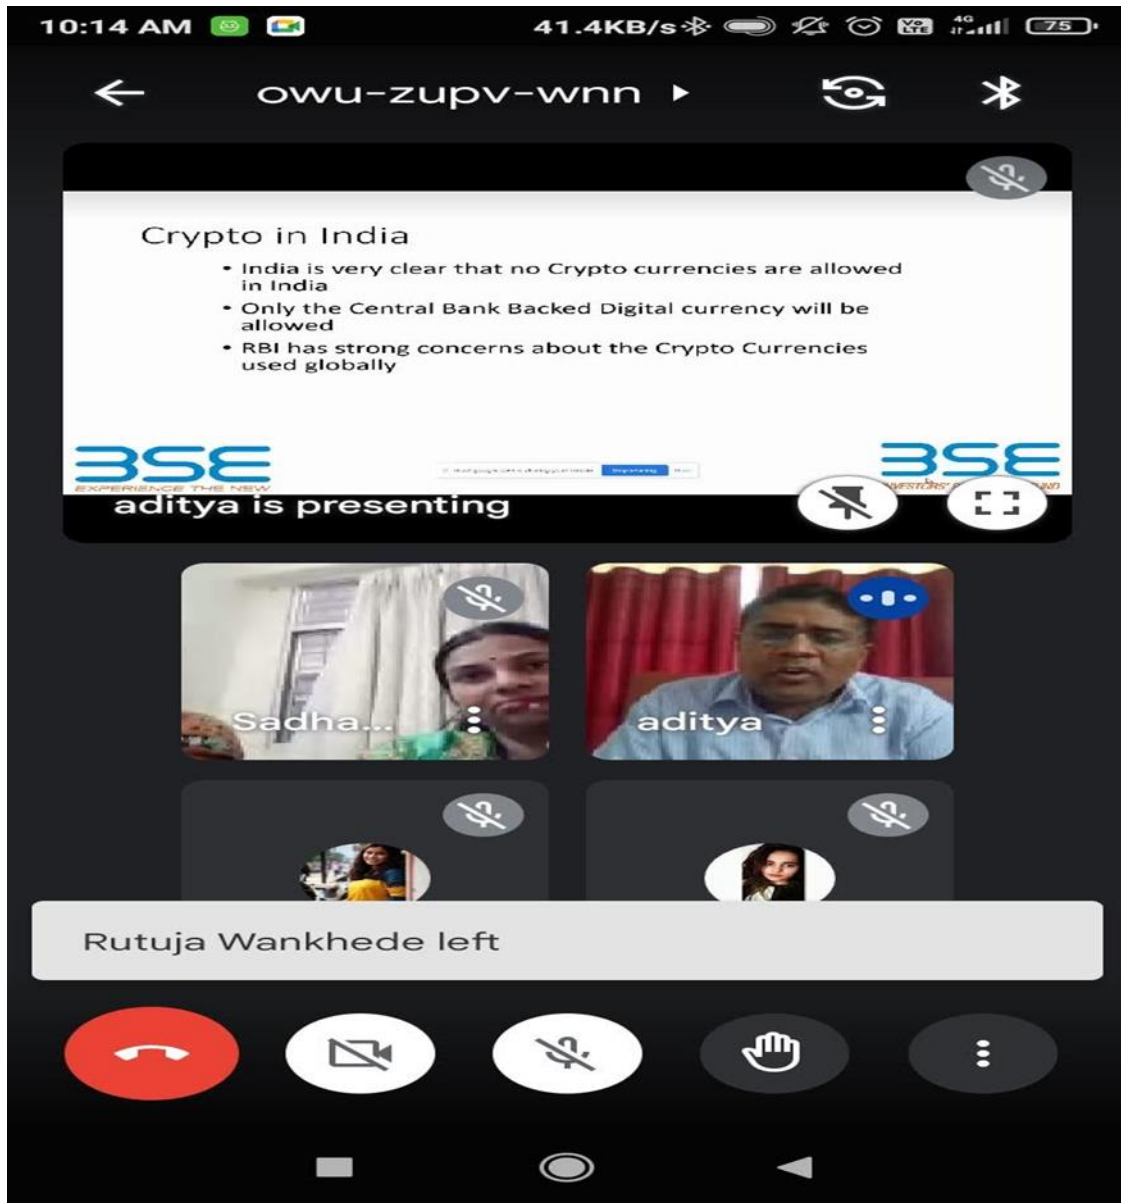 10:14 AM
41.4KB/s
Vo
LTE
4G
75
owu-zupv-wnn
Crypto in India
• India is very clear that no Crypto currencies are allowed
in India
• Only the Central Bank Backed Digital currency will be
allowed
• RBI has strong concerns about the Crypto Currencies
used globally
BSE
EXPERIENCE THE NEW
BSE
aditya is presenting
Sadha...
aditya
Rutuja Wankhede left